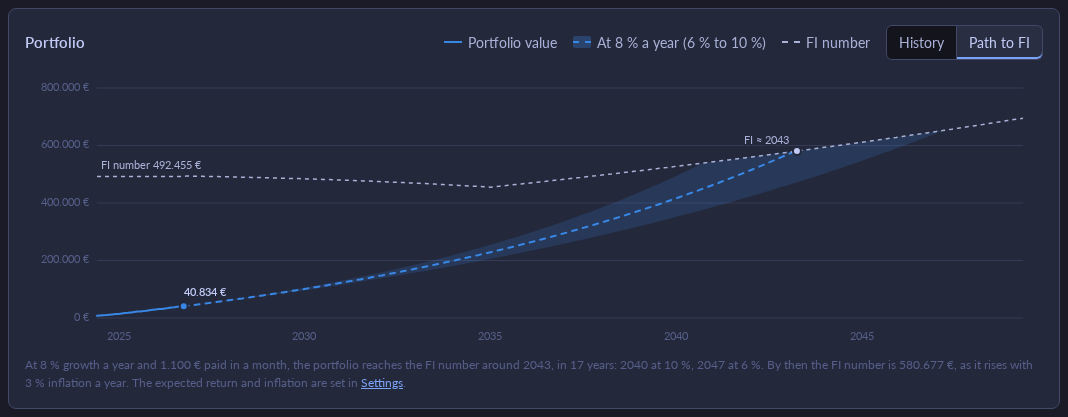 Portfolio
Portfolio value
At 8 % a year (6 % to 10 %)
FI number
History
Path to FI
800.000 €
600.000 €
400.000 €
200.000 €
0 €
FI number 492.455 €
FI ≈ 2043
40.834 €
2025
2030
2035
2040
2045
At 8 % growth a year and 1.100 € paid in a month, the portfolio reaches the FI number around 2043, in 17 years: 2040 at 10 %, 2047 at 6 %. By then the FI number is 580.677 €, as it rises with
3 % inflation a year. The expected return and inflation are set in Settings.